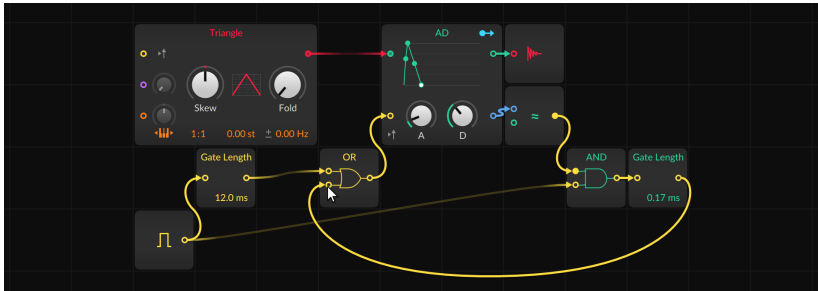 Triangle
AD
Skew
Fold
1:1
0.00 st
± 0.00 Hz
A
D
≈
Gate Length
12.0 ms
OR
AND
Gate Length
0.17 ms